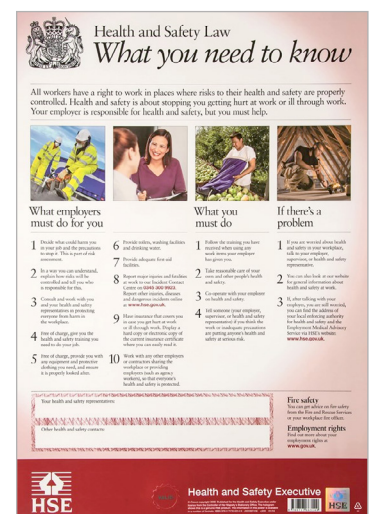 Health and Safety Law
What you need to know
All workers have a right to work in places where risks to their health and safety are properly
controlled. Health and safety is about stopping you getting hurt at work or ill through work.
Your employer is responsible for health and safety, but you must help.
What employers
must do for you
1 Decide what could harm you
in your job and the precautions
to stop it. This is part of risk
assessment.
2 In a way you can understand,
explain how risks will be
controlled and tell you who
is responsible for this.
3 Consult and work with you
and your health and safety
representatives in protecting
everyone from harm in
the workplace.
4 Free of charge, give you the
health and safety training you
need to do your job.
5 Free of charge, provide you with
any equipment and protective
clothing you need, and ensure
it is properly looked after.
6 Provide toilets, washing facilities
and drinking water.
7 Provide adequate first-aid
facilities.
8 Report major injuries and fatalities
at work to our Incident Contact
Centre on 0345 300 9923.
Report other injuries, diseases
and dangerous incidents online
at www.hse.gov.uk.
9 Have insurance that covers you
in case you get hurt at work
or ill through work. Display a
hard copy or electronic copy of
the current insurance certificate
where you can easily read it.
10 Work with any other employers
or contractors sharing the
workplace or providing
employees (such as agency
workers), so that everyone's
health and safety is protected.
What you
must do
1 Follow the training you have
received when using any
work items your employer
has given you.
2 Take reasonable care of your
own and other people's health
and safety.
3 Co-operate with your employer
on health and safety.
4 Tell someone (your employer,
supervisor, or health and safety
representative) if you think the
work or inadequate precautions
are putting anyone's health and
safety at serious risk.
If there's a
problem
1 If you are worried about health
and safety in your workplace,
talk to your employer,
supervisor, or health and safety
representative.
2 You can also look at our website
for general information about
health and safety at work.
3 If, after talking with your
employer, you are still worried,
you can find the address of
your local enforcing authority
for health and safety and the
Employment Medical Advisory
Service via HSE's website:
www.hse.gov.uk.
Your health and safety representatives:
Other health and safety contacts:
Fire safety
You can get advice on fire safety
from the Fire and Rescue Services
or your workplace fire officer.
Employment rights
Find out more about your
employment rights at
www.gov.uk.
HSE
Health and Safety Executive
HSE